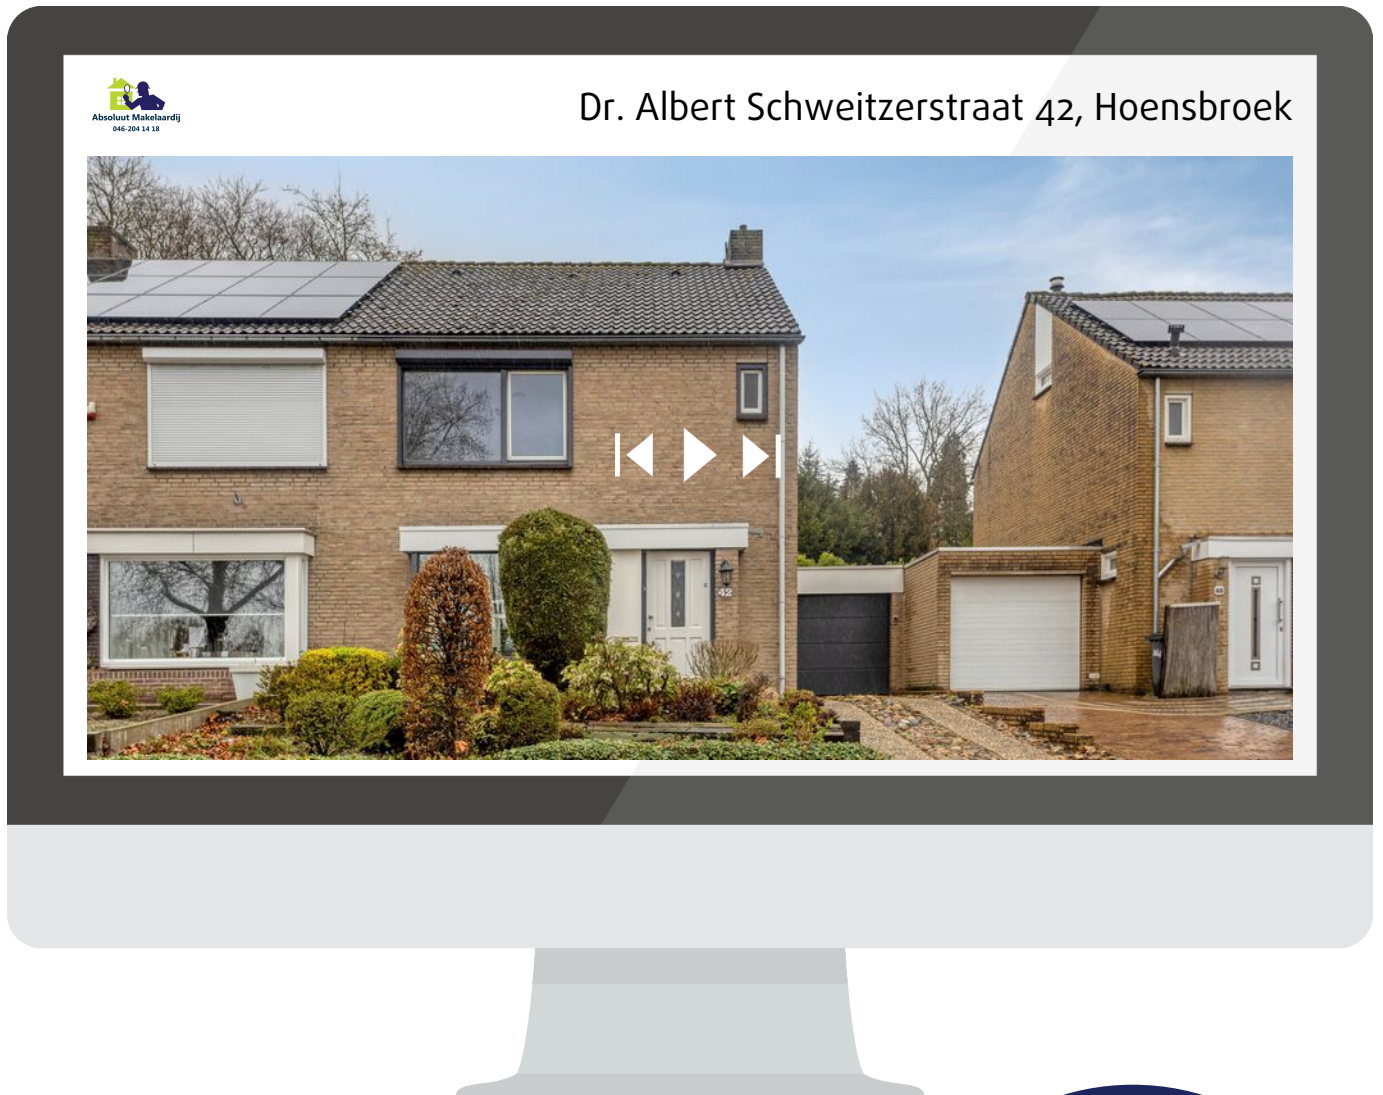 Absoluut Makelaardij
046-204 14 18
Dr. Albert Schweitzerstraat 42, Hoensbroek
42